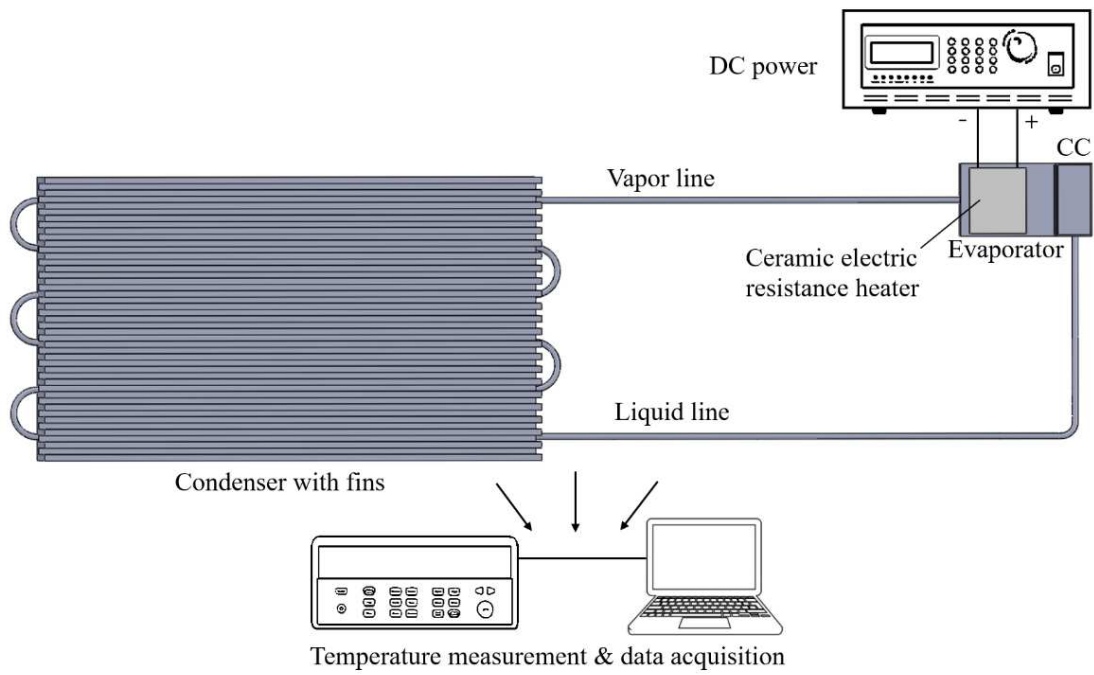 DC power
- +
CC
Vapor line
Ceramic electric
resistance heater
Evaporator
Liquid line
Condenser with fins
Temperature measurement & data acquisition